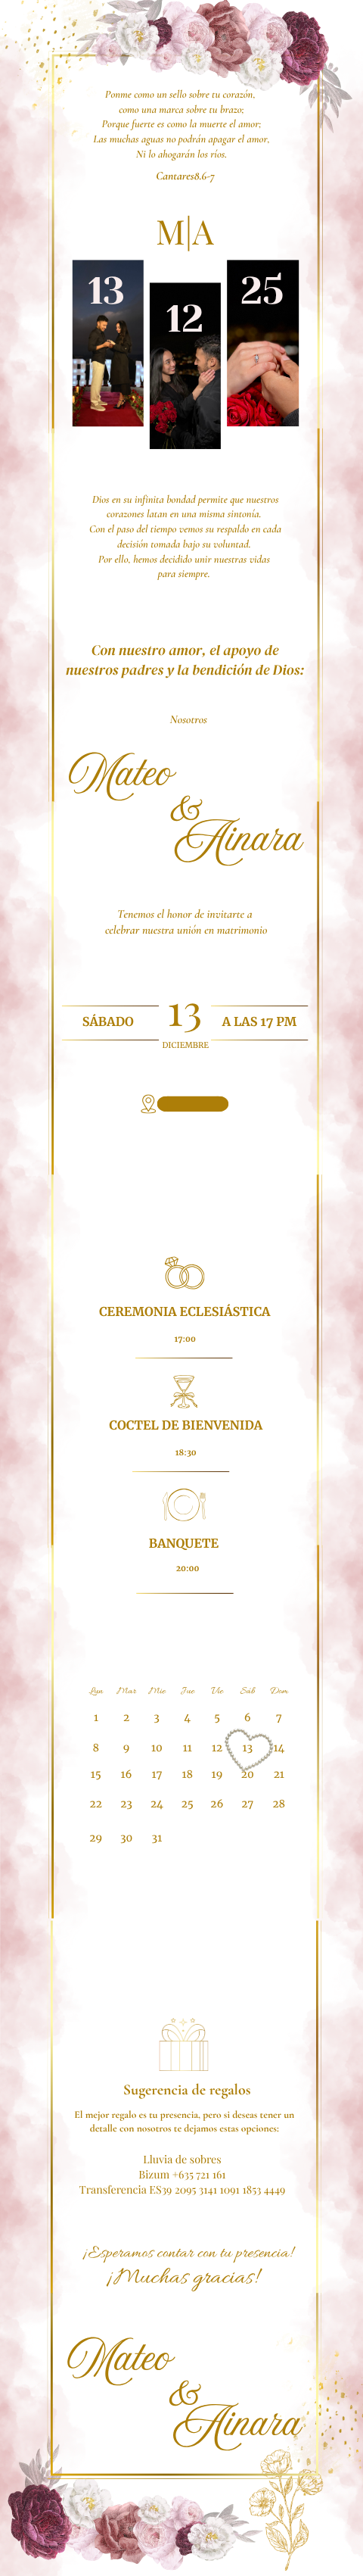 Ponme como un sello sobre tu corazón,
como una marca sobre tu brazo;
Porque fuerte es como la muerte el amor;
Las muchas aguas no podrán apagar el amor,
Ni lo ahogarán los ríos.
Cantares8.6-7
M|A
13
12
25
Dios en su infinita bondad permite que nuestros
corazones latan en una misma sintonía.
Con el paso del tiempo vemos su respaldo en cada
decisión tomada bajo su voluntad.
Por ello, hemos decidido unir nuestras vidas
para siempre.
Con nuestro amor, el apoyo de
nuestros padres y la bendición de Dios:
Nosotros
Mateo
&
Ainara
Tenemos el honor de invitarte a
celebrar nuestra unión en matrimonio
SÁBADO 13 A LAS 17 PM
DICIEMBRE
CEREMONIA ECLESIÁSTICA
17:00
COCTEL DE BIENVENIDA
18:30
BANQUETE
20:00
Lun Mar Mie Jue Vie Sáb Dom
1 2 3 4 5 6 7
8 9 10 11 12 13 14
15 16 17 18 19 20 21
22 23 24 25 26 27 28
29 30 31
Sugerencia de regalos
El mejor regalo es tu presencia, pero si deseas tener un
detalle con nosotros te dejamos estas opciones:
Lluvia de sobres
Bizum +635 721 161
Transferencia ES39 2095 3141 1091 1853 4449
¡Esperamos contar con tu presencia!
¡Muchas gracias!
Mateo
&
Ainara